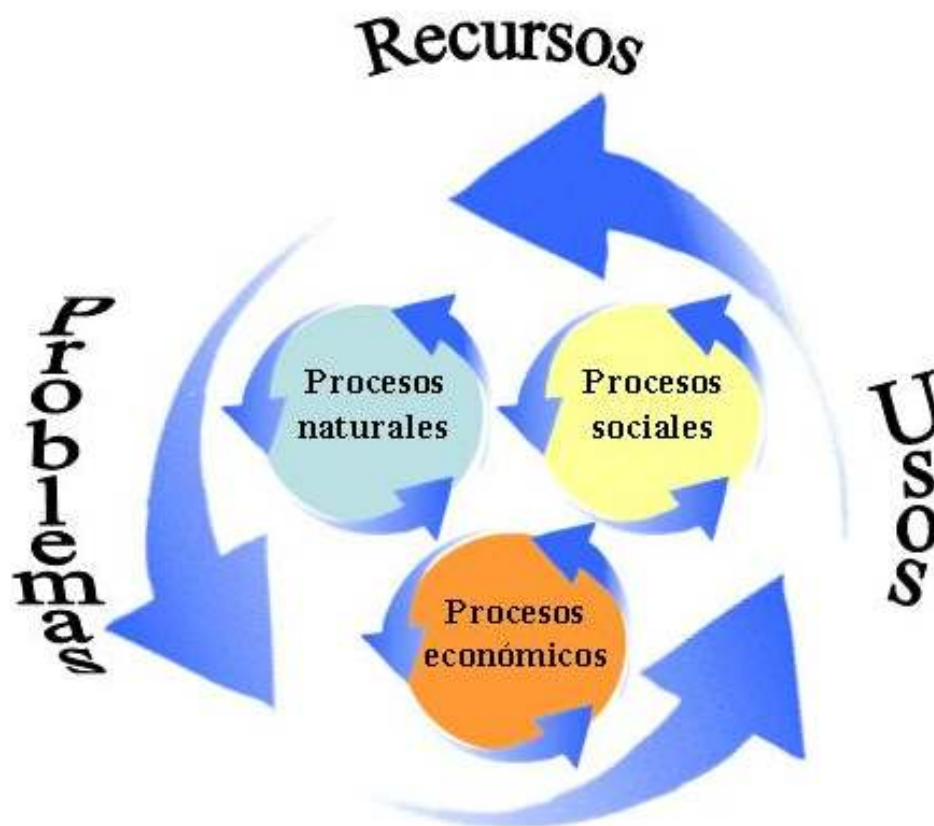 Recursos
Problemas
Usos
Procesos
naturales
Procesos
sociales
Procesos
económicos